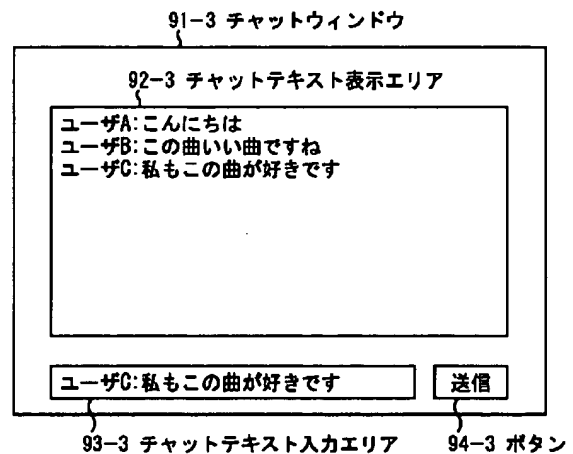 91-3 チャットウィンドウ
92-3 チャットテキスト表示エリア
ユーザA:こんにちは
ユーザB:この曲いい曲ですね
ユーザC:私もこの曲が好きです
ユーザC:私もこの曲が好きです
送信
93-3 チャットテキスト入力エリア
94-3 ボタン